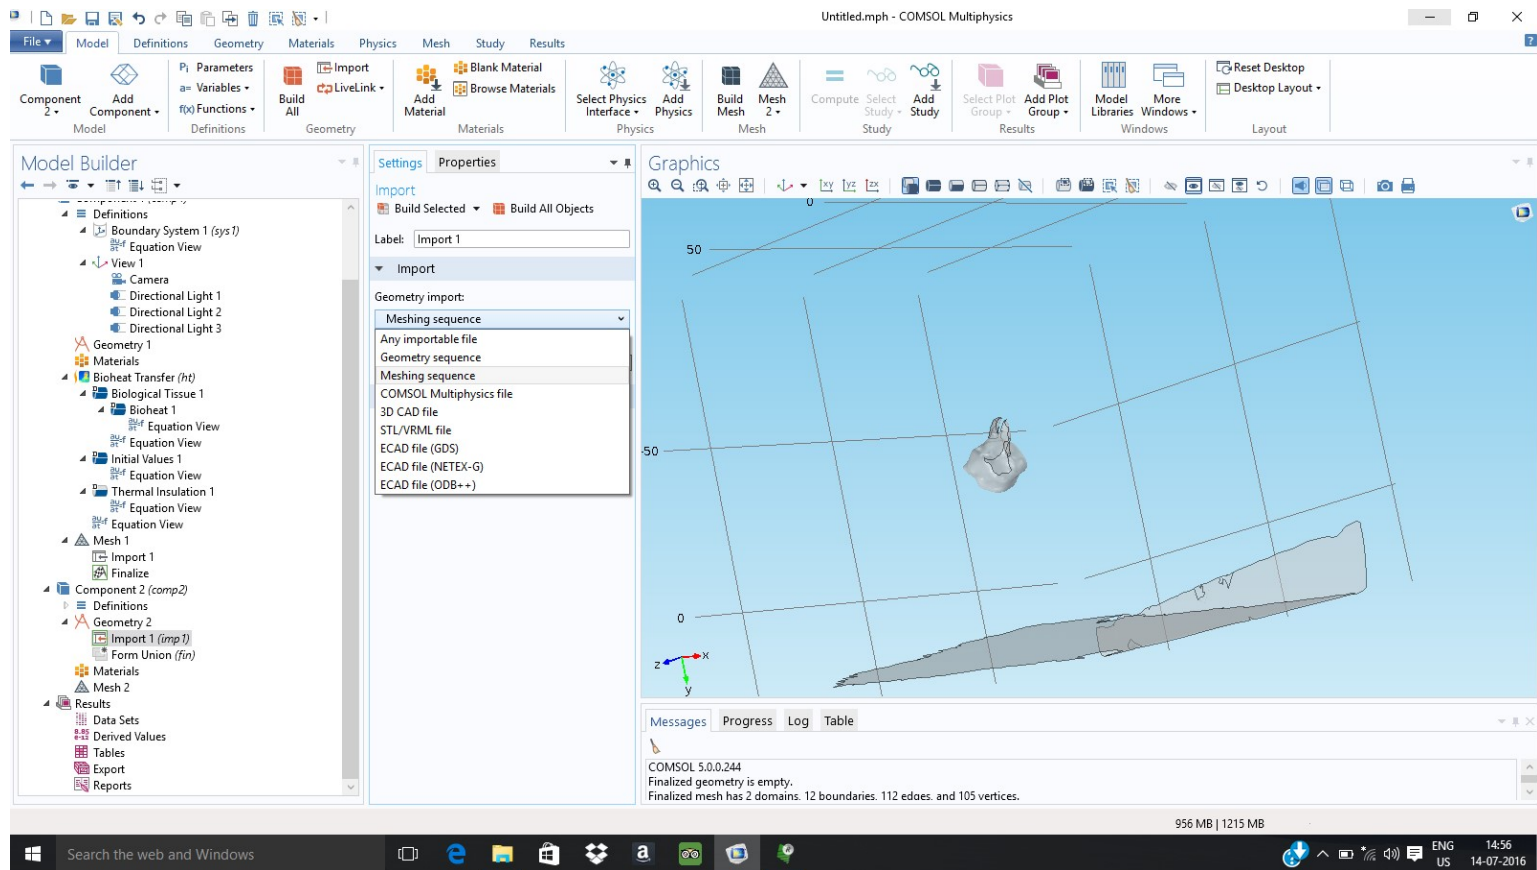 Untitled.mph - COMSOL Multiphysics
File
Model
Definitions
Geometry
Materials
Physics
Mesh
Study
Results
Component 2
Add Component
Model
Pi Parameters
a= Variables
f(x) Functions
Definitions
Build All
Import
LiveLink
Geometry
Add Material
Blank Material
Browse Materials
Materials
Select Physics Interface
Add Physics
Physics
Build Mesh
Mesh 2
Mesh
Compute
Select Study
Add Study
Study
Select Plot Group
Add Plot Group
Results
Model Libraries
More Windows
Windows
Reset Desktop
Desktop Layout
Layout
Model Builder
Definitions
Boundary System 1 (sys1)
Equation View
View 1
Camera
Directional Light 1
Directional Light 2
Directional Light 3
Geometry 1
Materials
Bioheat Transfer (ht)
Biological Tissue 1
Bioheat 1
Equation View
Equation View
Initial Values 1
Equation View
Thermal Insulation 1
Equation View
Equation View
Mesh 1
Import 1
Finalize
Component 2 (comp2)
Definitions
Geometry 2
Import 1 (imp1)
Form Union (fin)
Materials
Mesh 2
Results
Data Sets
Derived Values
Tables
Export
Reports
Settings
Properties
Import
Build Selected
Build All Objects
Label: Import 1
Import
Geometry import:
Meshing sequence
Any importable file
Geometry sequence
Meshing sequence
COMSOL Multiphysics file
3D CAD file
STL/VRML file
ECAD file (GDS)
ECAD file (NETEX-G)
ECAD file (ODB++)
Graphics
xy yz zx
0
50
-50
0
z x
y
Messages
Progress
Log
Table
COMSOL 5.0.0.244
Finalized geometry is empty.
Finalized mesh has 2 domains, 12 boundaries, 112 edges, and 105 vertices.
956 MB | 1215 MB
Search the web and Windows
ENG
US
14:56
14-07-2016